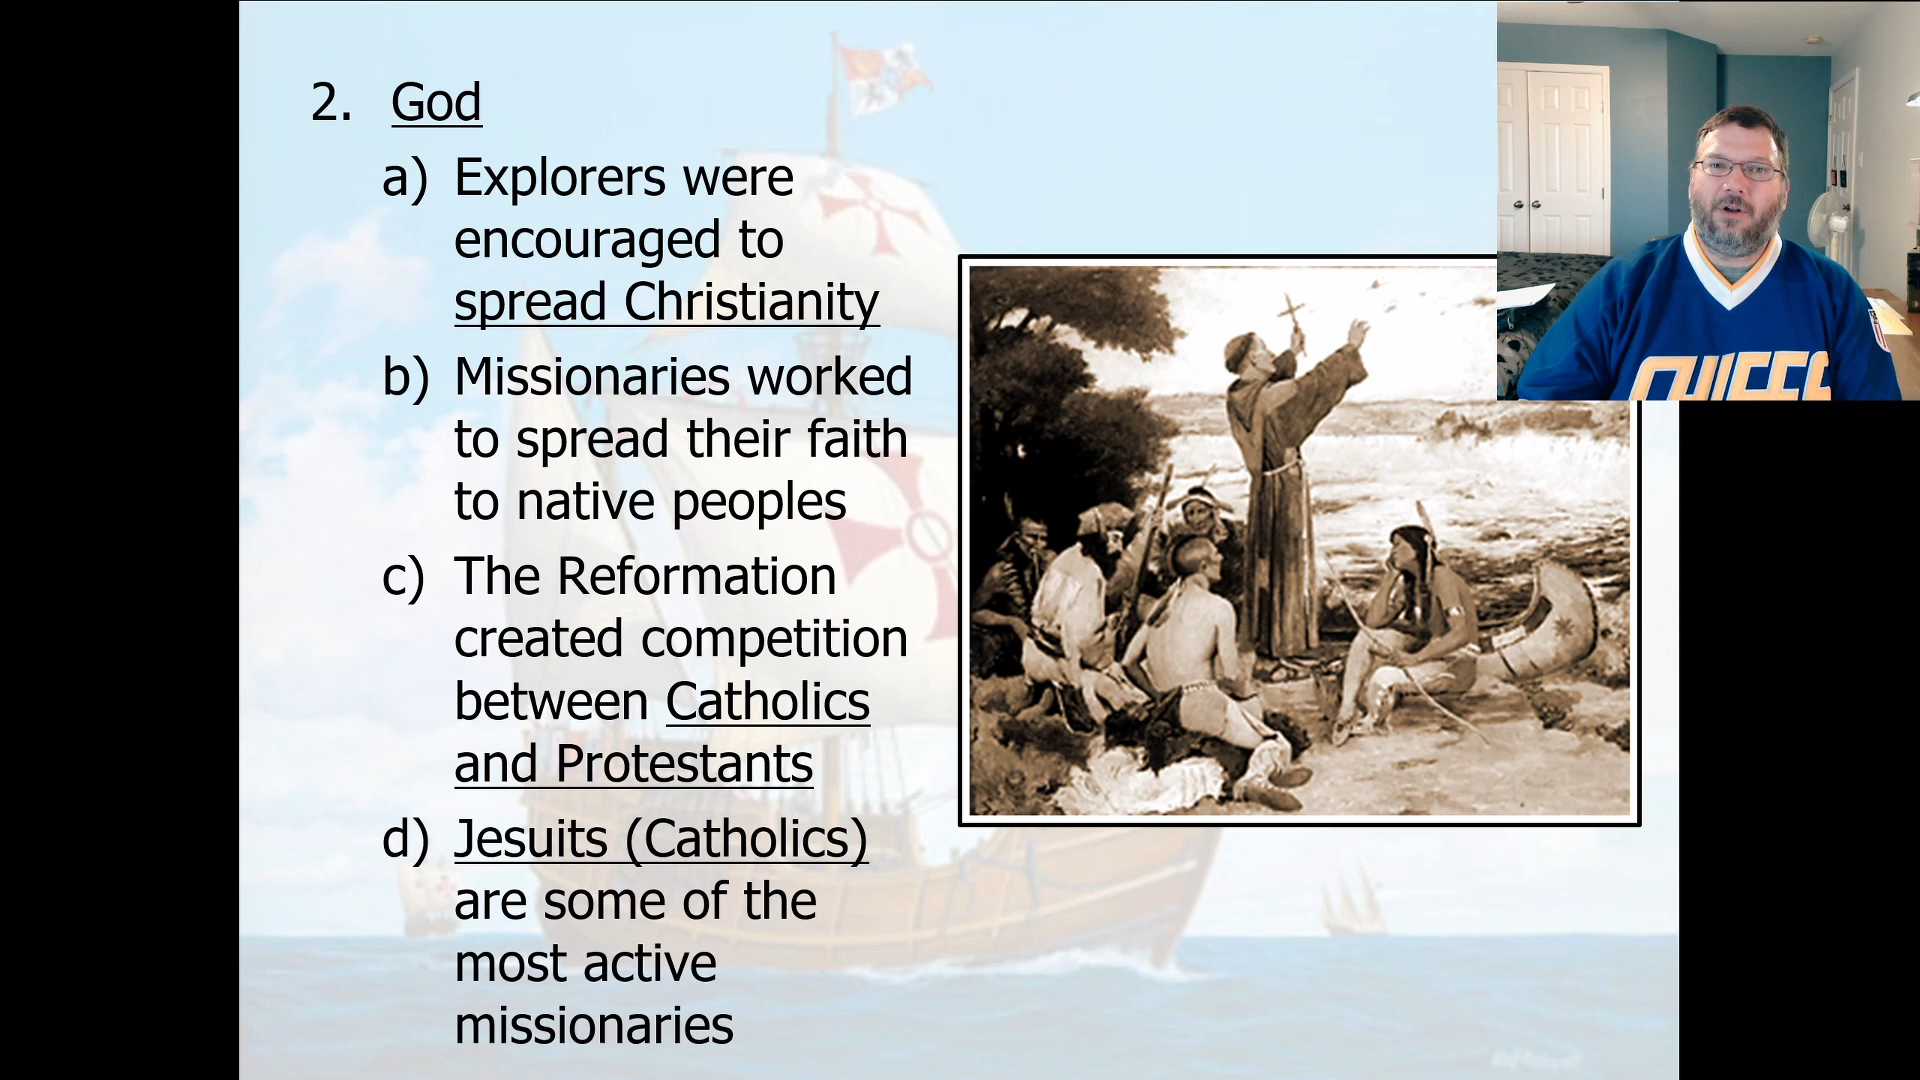 2. God
a) Explorers were
encouraged to
spread Christianity
b) Missionaries worked
to spread their faith
to native peoples
c) The Reformation
created competition
between Catholics
and Protestants
d) Jesuits (Catholics)
are some of the
most active
missionaries
CHIEFS